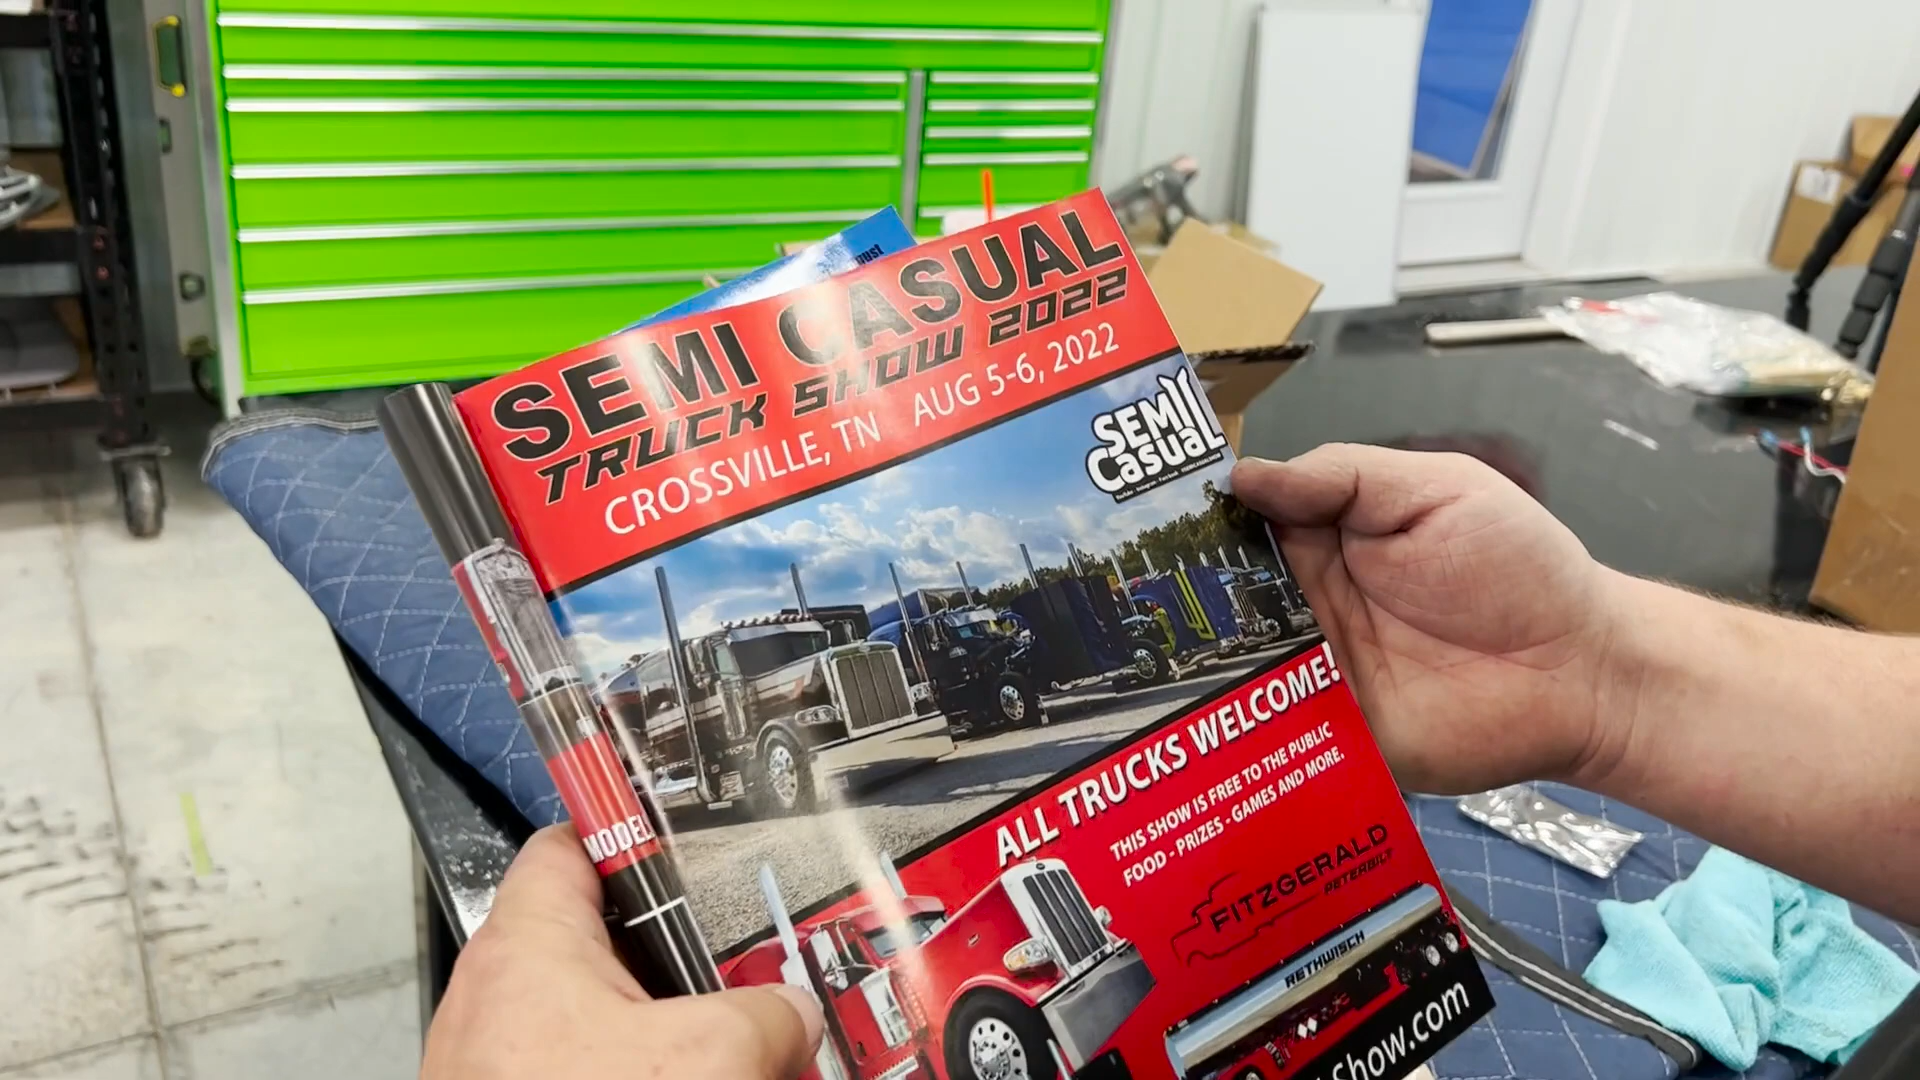 SEMI CASUAL
TRUCK SHOW 2022
CROSSVILLE, TN AUG 5-6, 2022
SEMI
Casual
ALL TRUCKS WELCOME!
THIS SHOW IS FREE TO THE PUBLIC
FOOD - PRIZES - GAMES AND MORE.
FITZGERALD
PETERBILT
RETHWISCH
Show.com
MODEL